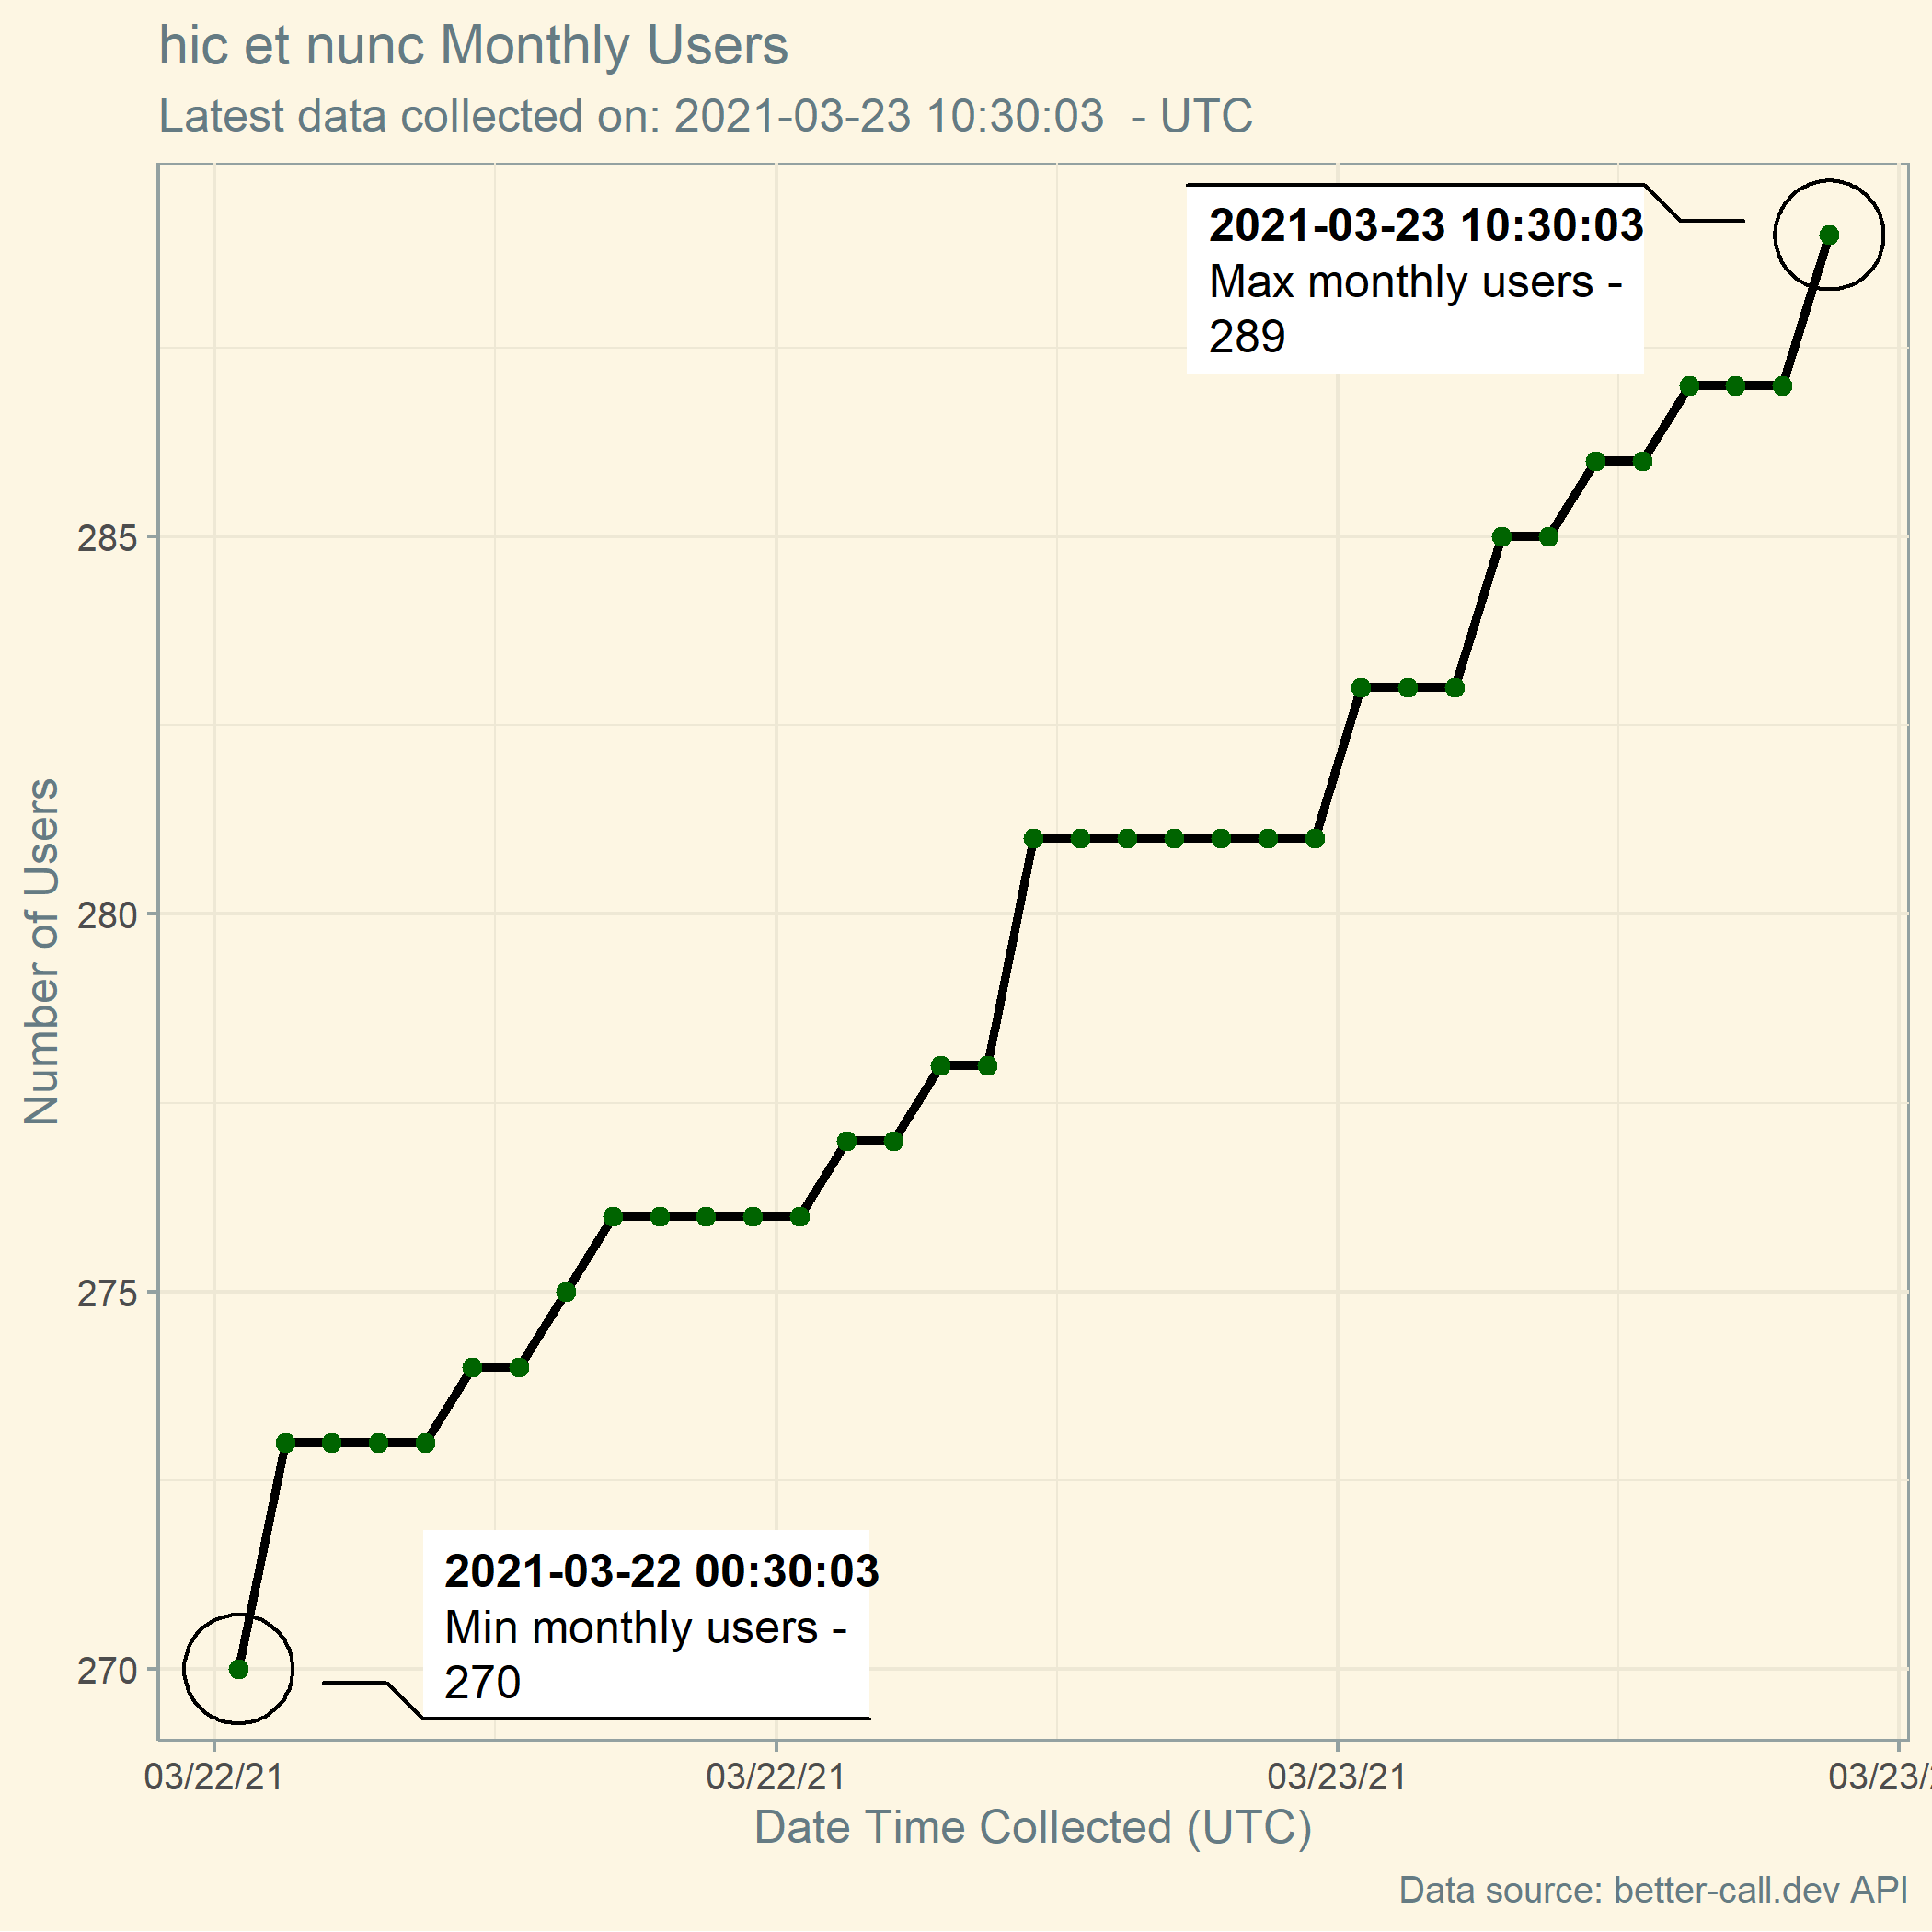 hic et nunc Monthly Users
Latest data collected on: 2021-03-23 10:30:03  - UTC
2021-03-23 10:30:03
Max monthly users -
289
285
280
275
270
Number of Users
2021-03-22 00:30:03
Min monthly users -
270
03/22/21 03/22/21 03/23/21 03/23/
Date Time Collected (UTC)
Data source: better-call.dev API